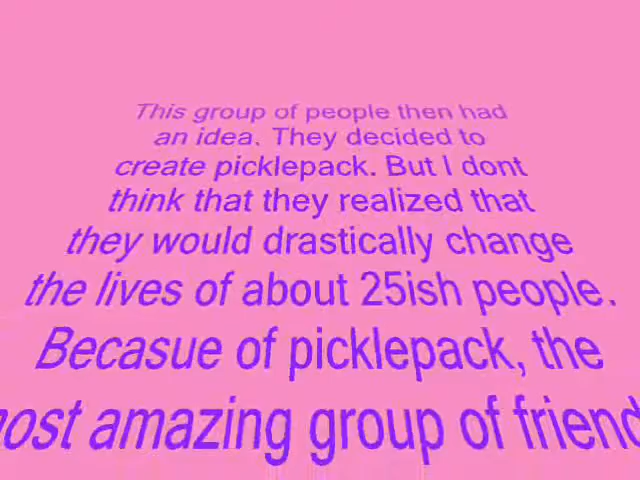 This group of people then had
an idea. They decided to
create picklepack. But I dont
think that they realized that
they would drastically change
the lives of about 25ish people.
Becasue of picklepack, the
amazing group of